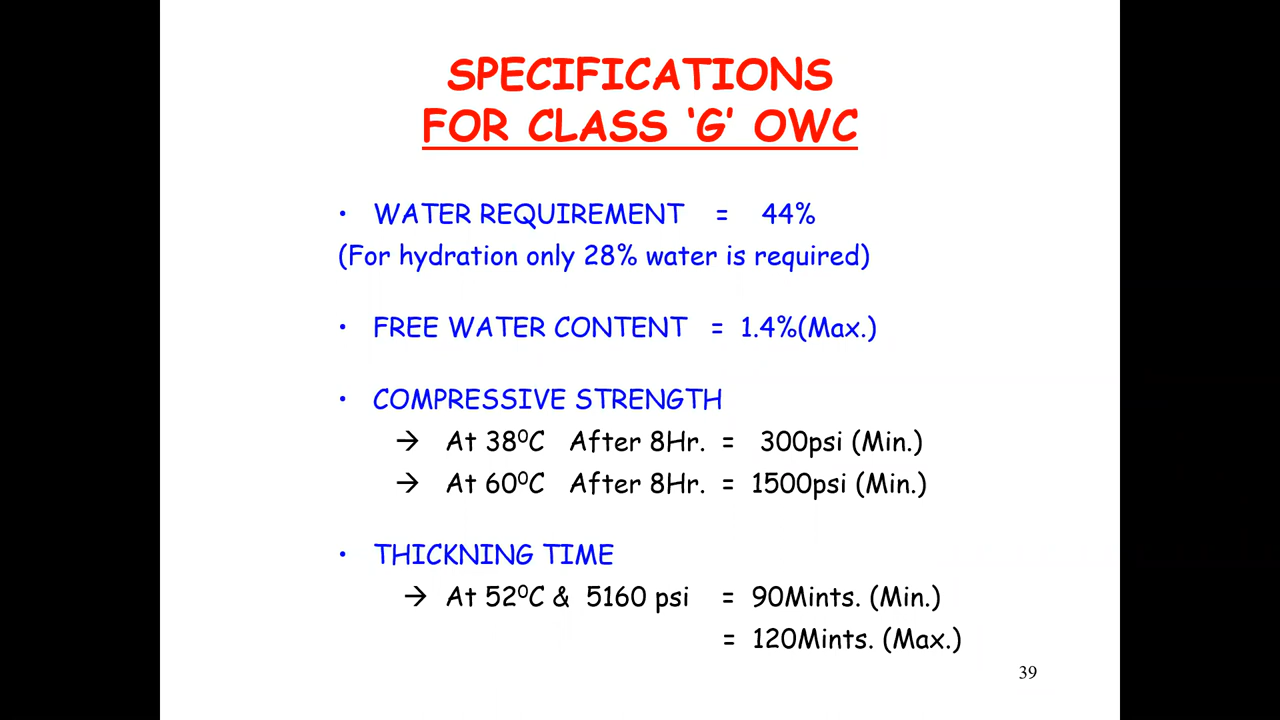 SPECIFICATIONS
FOR CLASS ‘G’ OWC
• WATER REQUIREMENT = 44%
(For hydration only 28% water is required)
• FREE WATER CONTENT = 1.4%(Max.)
• COMPRESSIVE STRENGTH
→ At 38⁰C After 8Hr. = 300psi (Min.)
→ At 60⁰C After 8Hr. = 1500psi (Min.)
• THICKNING TIME
→ At 52⁰C & 5160 psi = 90Mints. (Min.)
= 120Mints. (Max.)
39